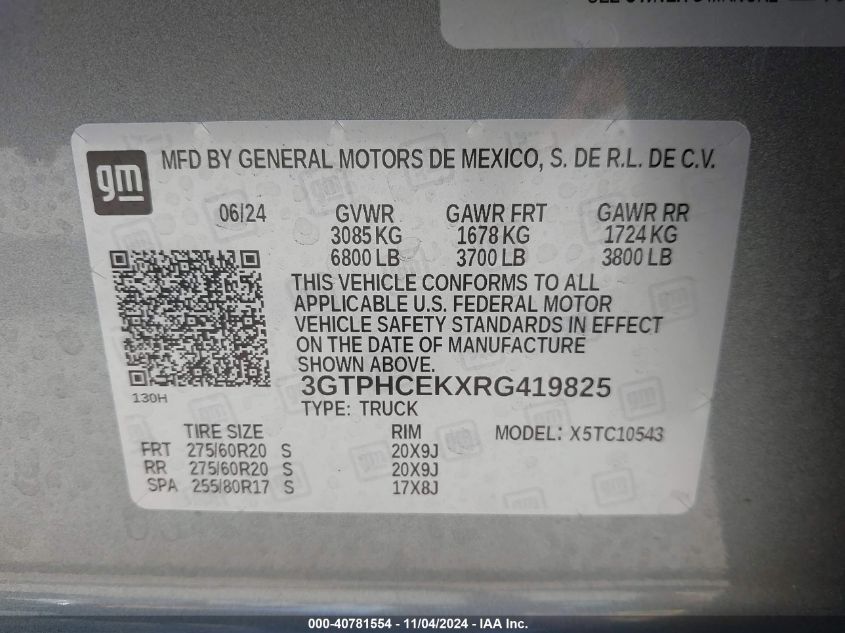 gm
MFD BY GENERAL MOTORS DE MEXICO, S. DE R.L. DE C.V.
06/24 GVWR GAWR FRT GAWR RR
3085 KG 1678 KG 1724 KG
6800 LB 3700 LB 3800 LB
THIS VEHICLE CONFORMS TO ALL
APPLICABLE U.S. FEDERAL MOTOR
VEHICLE SAFETY STANDARDS IN EFFECT
ON THE DATE OF MANUFACTURE
SHOWN ABOVE.
3GTPHCEKXRG419825
130H
TYPE: TRUCK
TIRE SIZE RIM MODEL: X5TC10543
FRT 275/60R20 S 20X9J
RR 275/60R20 S 20X9J
SPA 255/80R17 S 17X8J
000-40781554 - 11/04/2024 - IAA Inc.